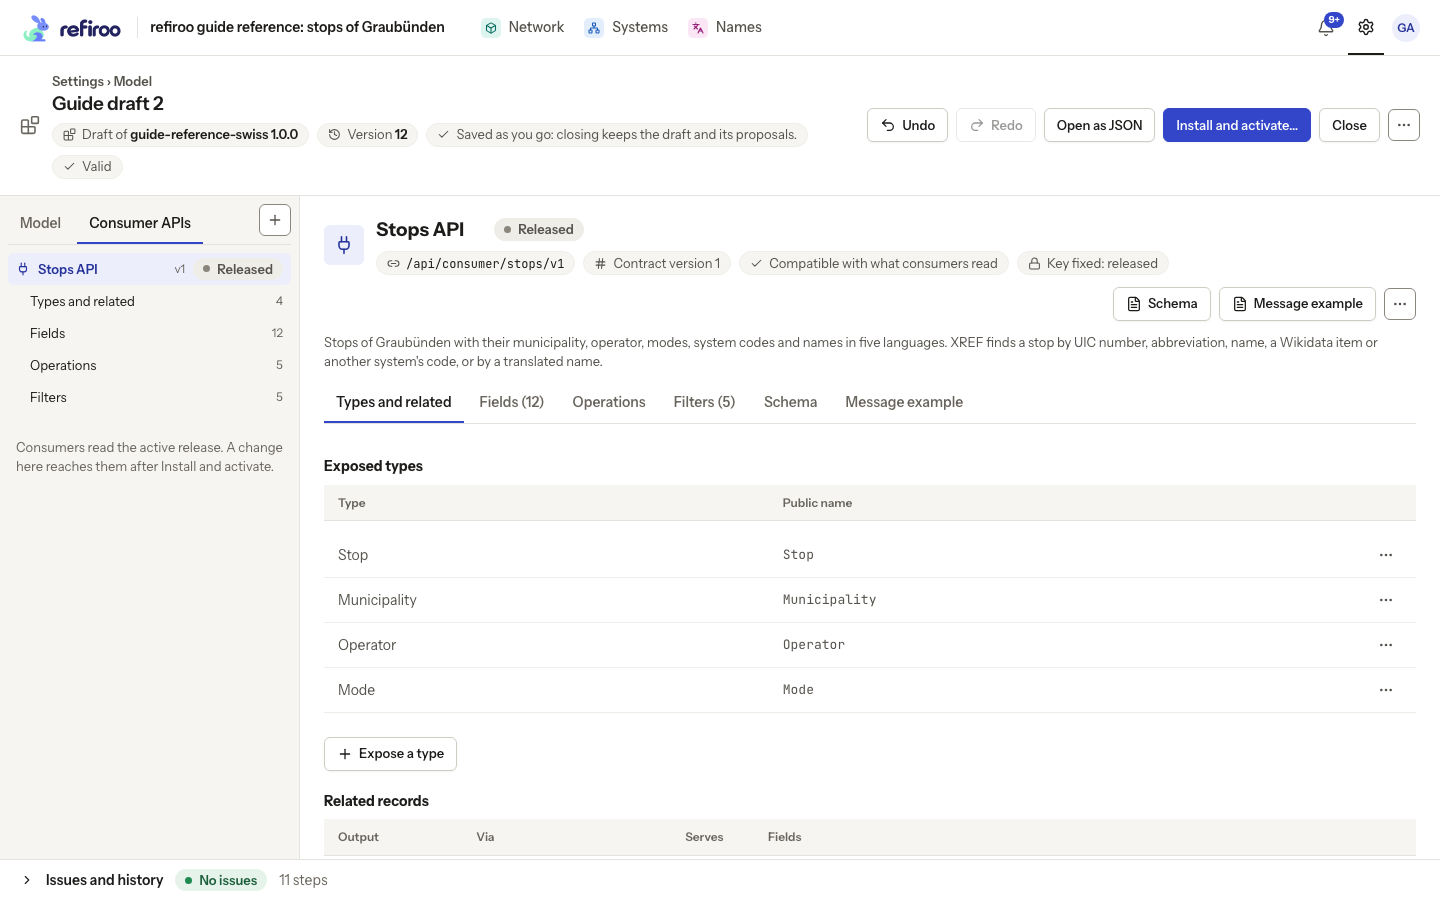 refiroo
refiroo guide reference: stops of Graubünden
Network
Systems
Names
9+
GA
Settings › Model
Guide draft 2
Draft of guide-reference-swiss 1.0.0
Version 12
Saved as you go: closing keeps the draft and its proposals.
Valid
Undo
Redo
Open as JSON
Install and activate...
Close
Model
Consumer APIs
Stops API v1 Released
Types and related 4
Fields 12
Operations 5
Filters 5
Consumers read the active release. A change
here reaches them after Install and activate.
Stops API
Released
/api/consumer/stops/v1
Contract version 1
Compatible with what consumers read
Key fixed: released
Schema
Message example
Stops of Graubünden with their municipality, operator, modes, system codes and names in five languages. XREF finds a stop by UIC number, abbreviation, name, a Wikidata item or
another system's code, or by a translated name.
Types and related
Fields (12)
Operations
Filters (5)
Schema
Message example
Exposed types
Type Public name
Stop Stop
Municipality Municipality
Operator Operator
Mode Mode
Expose a type
Related records
Output Via Serves Fields
Issues and history
No issues
11 steps